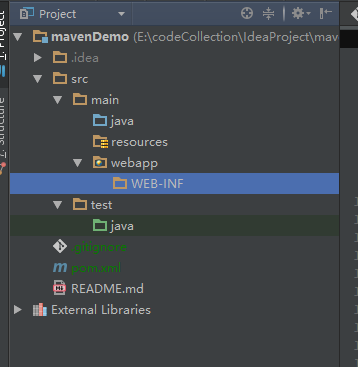 1: Project
Project
mavenDemo (E:\codeCollection\IdeaProject\mav
.idea
src
main
java
resources
webapp
WEB-INF
test
java
.gitignore
pom.xml
README.md
External Libraries
Z: Structure